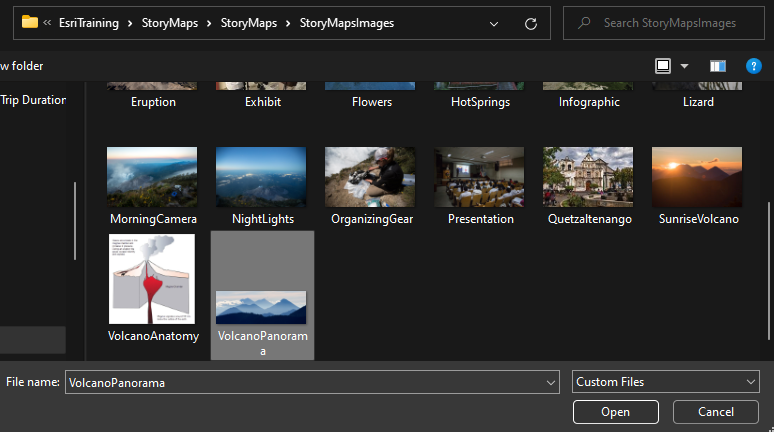 EsriTraining > StoryMaps > StoryMaps > StoryMapsImages
Search StoryMapsImages
w folder
Trip Duration
Eruption
Exhibit
Flowers
HotSprings
Infographic
Lizard
MorningCamera
NightLights
OrganizingGear
Presentation
Quetzaltenango
SunriseVolcano
VolcanoAnatomy
VolcanoPanoram
a
File name:
VolcanoPanorama
Custom Files
Open
Cancel